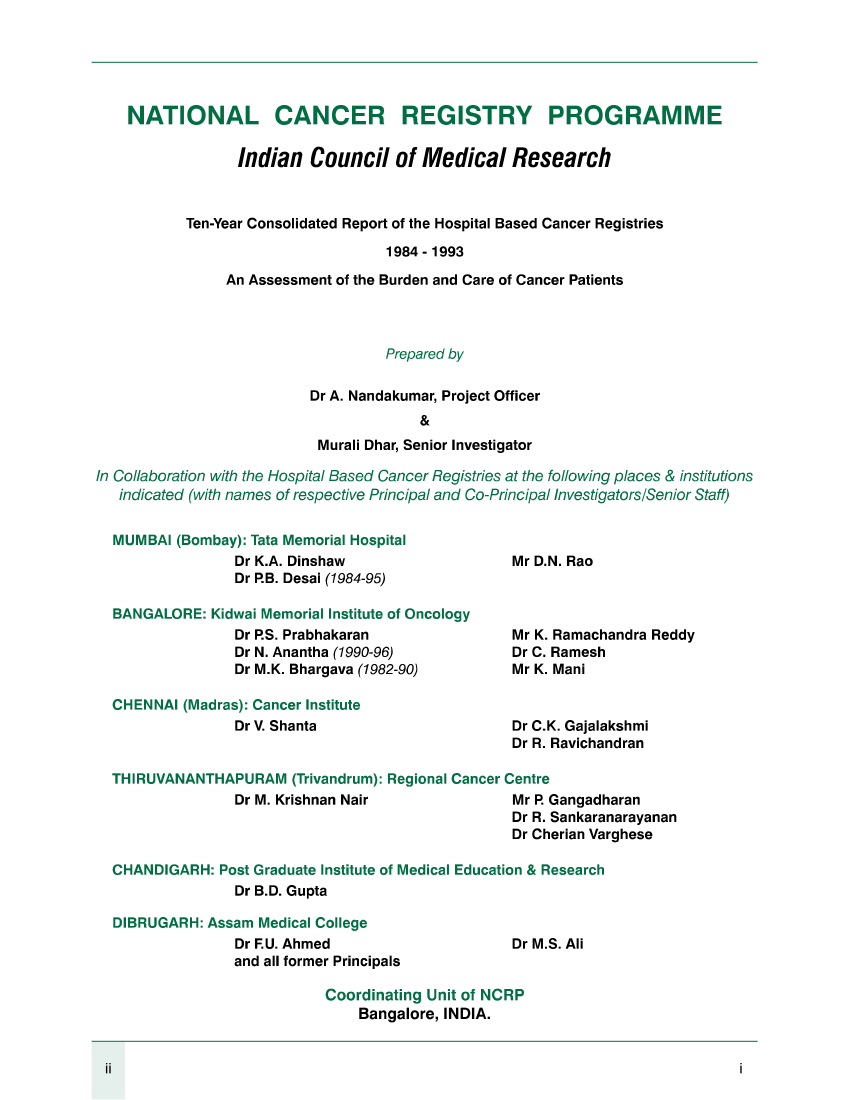 NATIONAL CANCER REGISTRY PROGRAMME
Indian Council of Medical Research
Ten-Year Consolidated Report of the Hospital Based Cancer Registries
1984 - 1993
An Assessment of the Burden and Care of Cancer Patients
Prepared by
Dr A. Nandakumar, Project Officer
&
Murali Dhar, Senior Investigator
In Collaboration with the Hospital Based Cancer Registries at the following places & institutions
indicated (with names of respective Principal and Co-Principal Investigators/Senior Staff)
MUMBAI (Bombay): Tata Memorial Hospital
Dr K.A. Dinshaw Mr D.N. Rao
Dr P.B. Desai (1984-95)
BANGALORE: Kidwai Memorial Institute of Oncology
Dr P.S. Prabhakaran Mr K. Ramachandra Reddy
Dr N. Anantha (1990-96) Dr C. Ramesh
Dr M.K. Bhargava (1982-90) Mr K. Mani
CHENNAI (Madras): Cancer Institute
Dr V. Shanta Dr C.K. Gajalakshmi
Dr R. Ravichandran
THIRUVANANTHAPURAM (Trivandrum): Regional Cancer Centre
Dr M. Krishnan Nair Mr P. Gangadharan
Dr R. Sankaranarayanan
Dr Cherian Varghese
CHANDIGARH: Post Graduate Institute of Medical Education & Research
Dr B.D. Gupta
DIBRUGARH: Assam Medical College
Dr F.U. Ahmed Dr M.S. Ali
and all former Principals
Coordinating Unit of NCRP
Bangalore, INDIA.
ii i